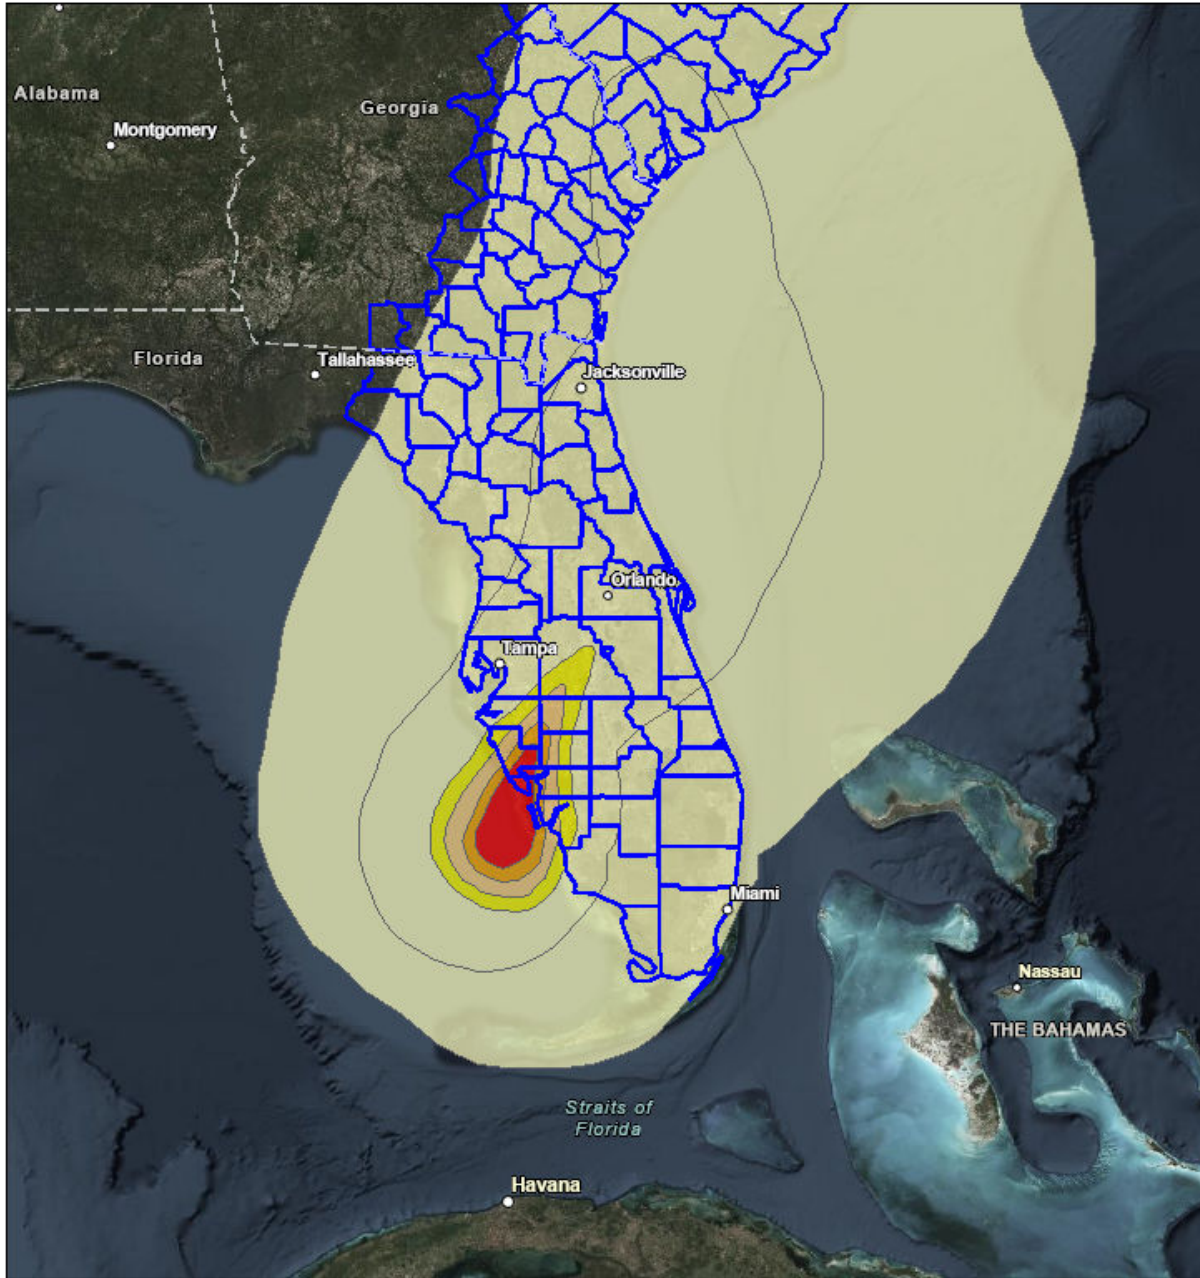 Alabama
Georgia
Montgomery
Florida
Tallahassee
Jacksonville
Orlando
Tampa
Miami
Nassau
THE BAHAMAS
Straits of
Florida
Havana